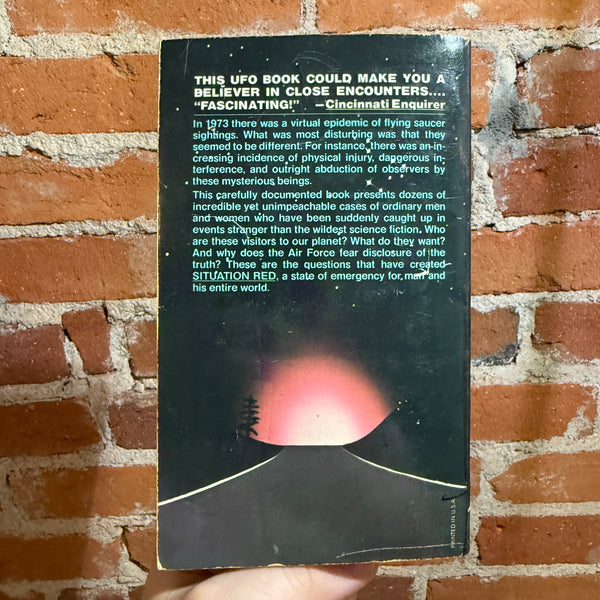 THIS UFO BOOK COULD MAKE YOU A
BELIEVER IN CLOSE ENCOUNTERS....
"FASCINATING!" —Cincinnati Enquirer
In 1973 there was a virtual epidemic of flying saucer
sightings. What was most disturbing was that they
seemed to be different. For instance, there was an in-
creasing incidence of physical injury, dangerous in-
terference, and outright abduction of observers by
these mysterious beings.
This carefully documented book presents dozens of
incredible yet unimpeachable cases of ordinary men
and women who have been suddenly caught up in
events stranger than the wildest science fiction. Who
are these visitors to our planet? What do they want?
And why does the Air Force fear disclosure of the
truth? These are the questions that have created
SITUATION RED, a state of emergency for man and
his entire world.
PRINTED IN U.S.A.